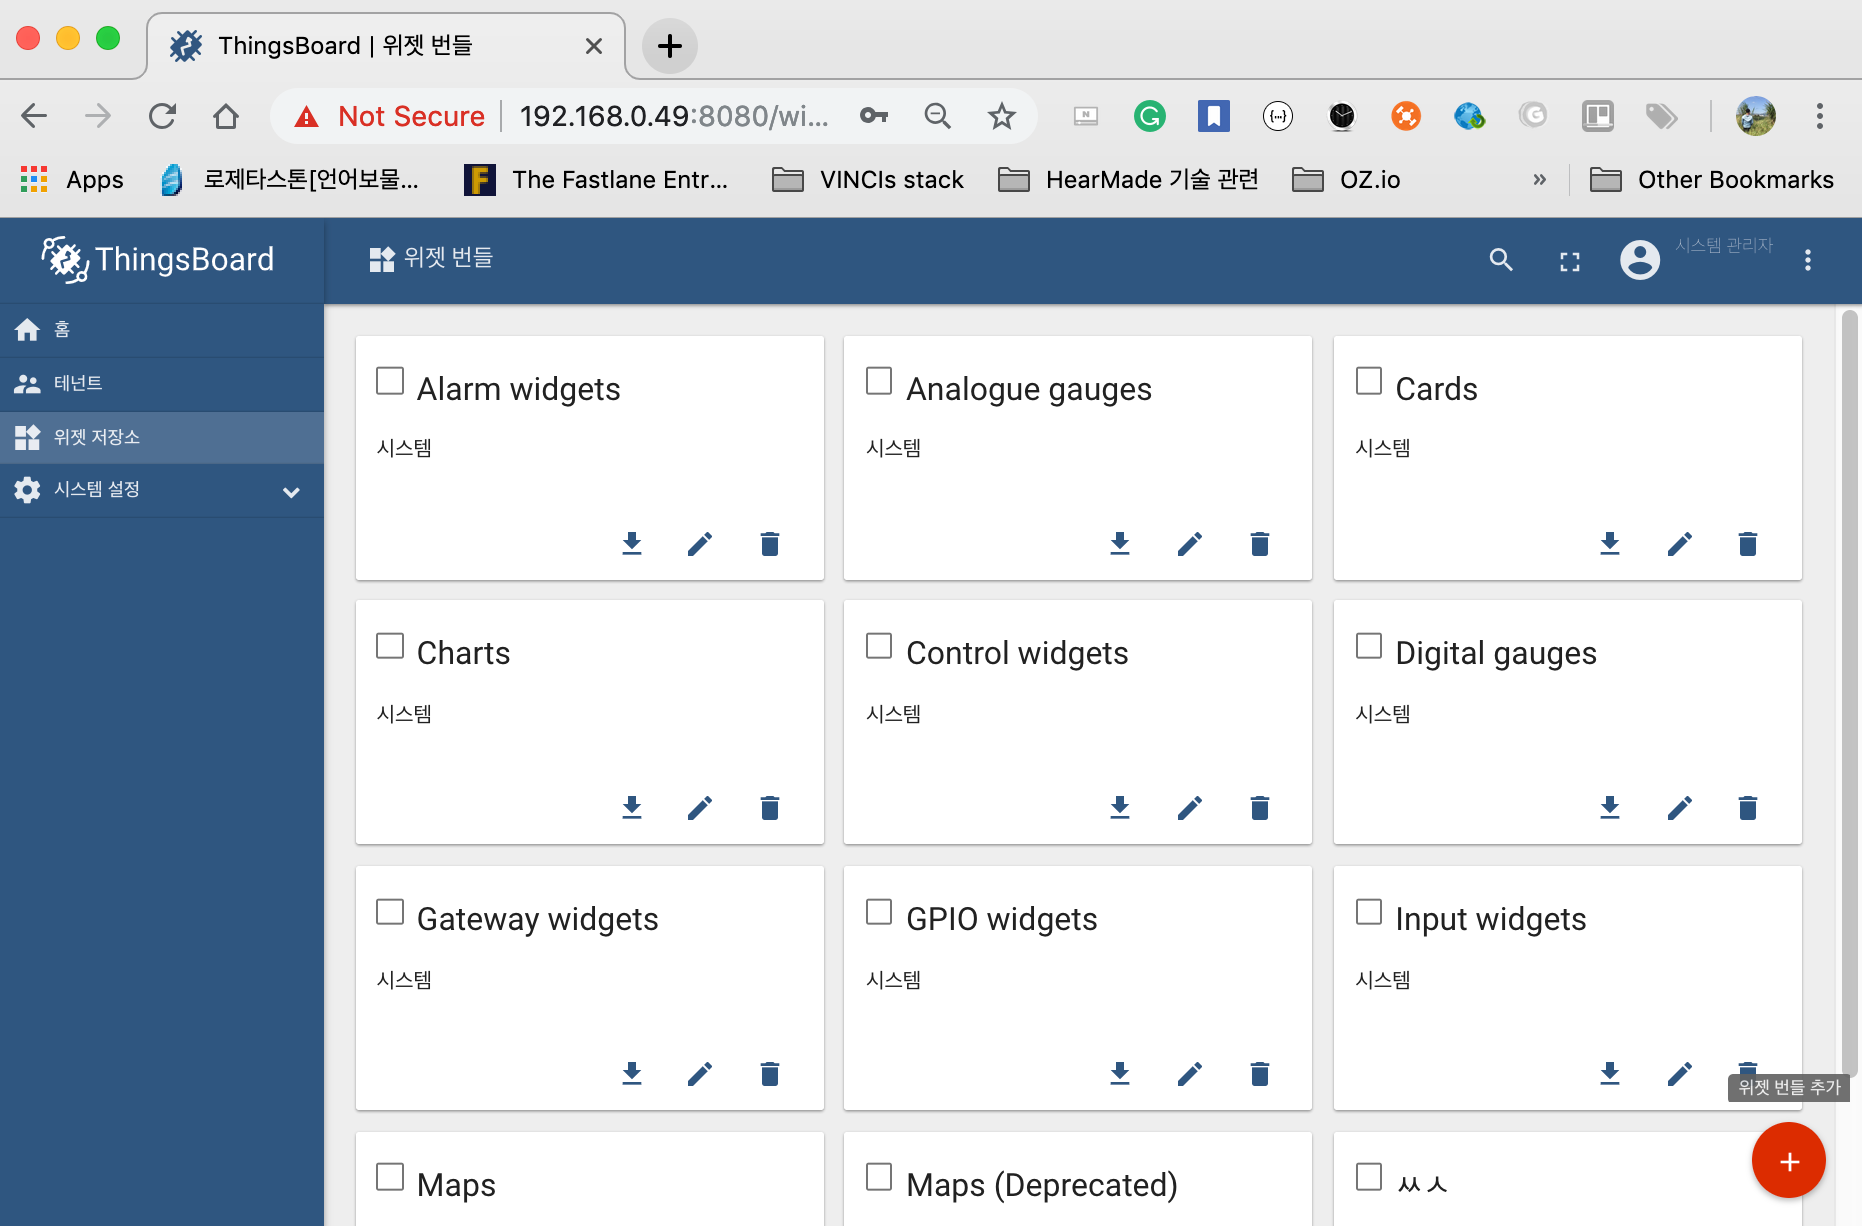 ThingsBoard | 위젯 번들
Not Secure
192.168.0.49:8080/wi...
Apps
로제타스톤[언어보물...
The Fastlane Entr...
VINCIs stack
HearMade 기술 관련
OZ.io
»
Other Bookmarks
ThingsBoard
위젯 번들
시스템 관리자
홈
테넌트
위젯 저장소
시스템 설정
Alarm widgets
시스템
Analogue gauges
시스템
Cards
시스템
Charts
시스템
Control widgets
시스템
Digital gauges
시스템
Gateway widgets
시스템
GPIO widgets
시스템
Input widgets
시스템
위젯 번들 추가
Maps
Maps (Deprecated)
ㅆㅅ